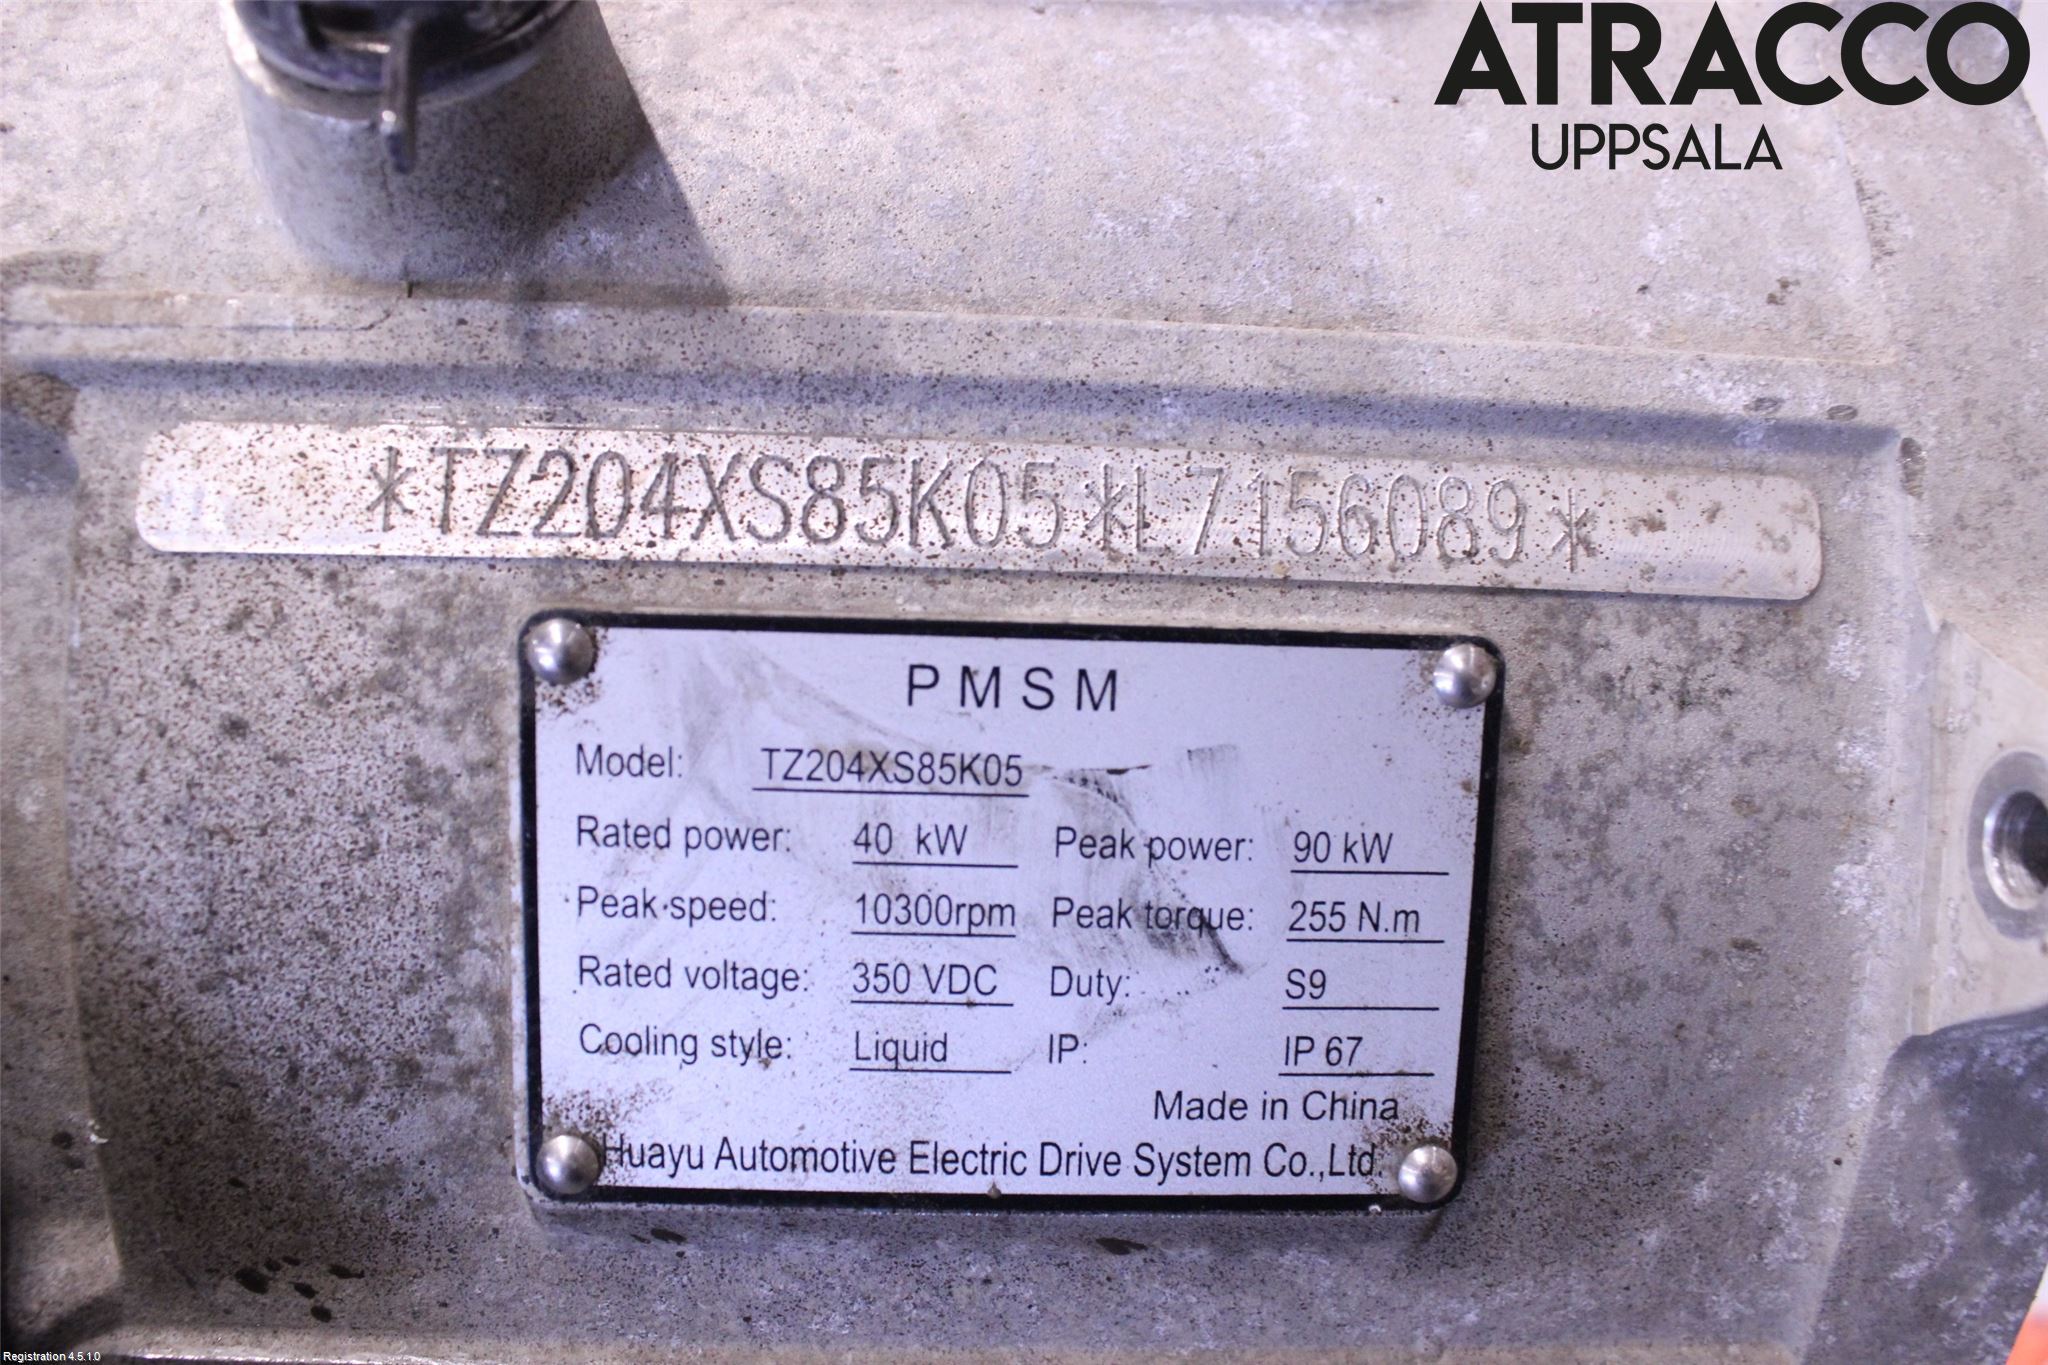 ATRACCO
UPPSALA
*TZ204XS85K05*L7156089*
PMSM
Model: TZ204XS85K05
Rated power: 40 kW Peak power: 90 kW
Peak speed: 10300rpm Peak torque: 255 N.m
Rated voltage: 350 VDC Duty: S9
Cooling style: Liquid IP: IP 67
Made in China
Huayu Automotive Electric Drive System Co.,Ltd.
Registration 4.5.1.0